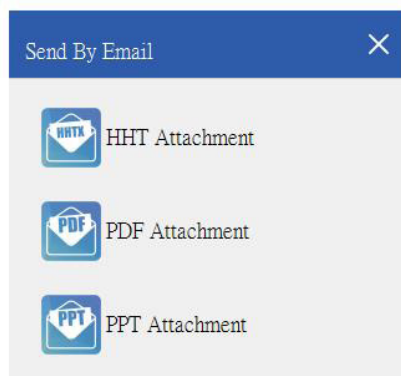 Send By Email
HHTX
HHT Attachment
PDF
PDF Attachment
PPT
PPT Attachment